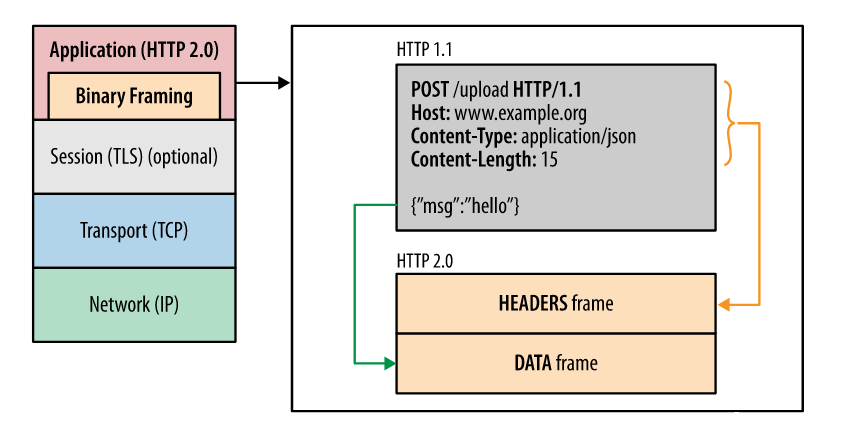 Application (HTTP 2.0)
Binary Framing
Session (TLS) (optional)
Transport (TCP)
Network (IP)
HTTP 1.1
POST /upload HTTP/1.1
Host: www.example.org
Content-Type: application/json
Content-Length: 15
{”msg”:”hello”}
HTTP 2.0
HEADERS frame
DATA frame